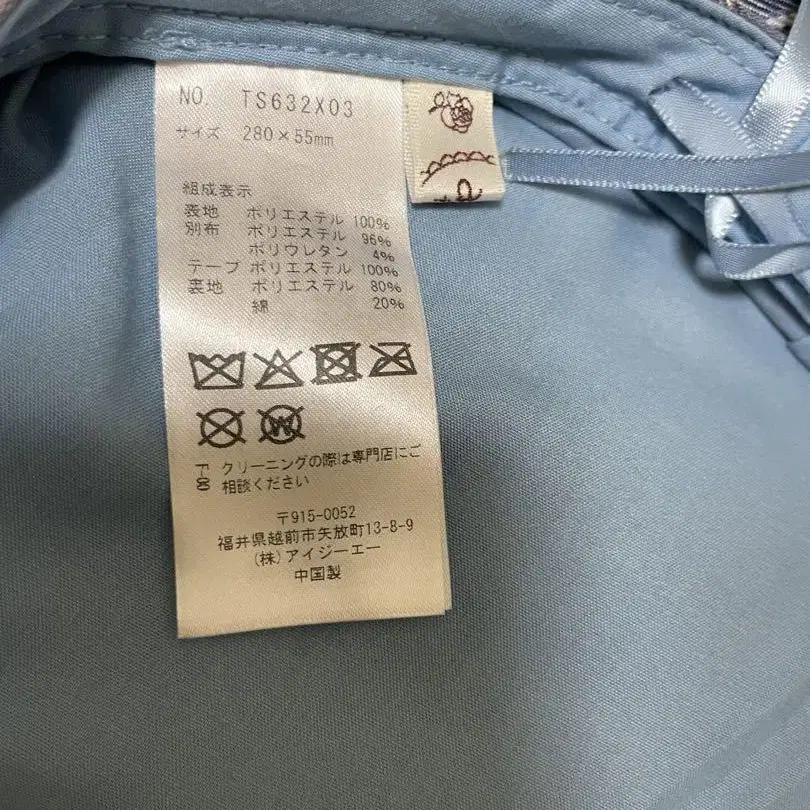 NO. TS632X03
サイズ 280×55mm
組成表示
表地 ポリエステル 100%
別布 ポリエステル 96%
ポリウレタン 4%
テープ ポリエステル 100%
裏地 ポリエステル 80%
綿 20%
W
クリーニングの際は専門店にご
相談ください
〒915-0052
福井県越前市矢放町13-8-9
(株)アイジーエー
中国製